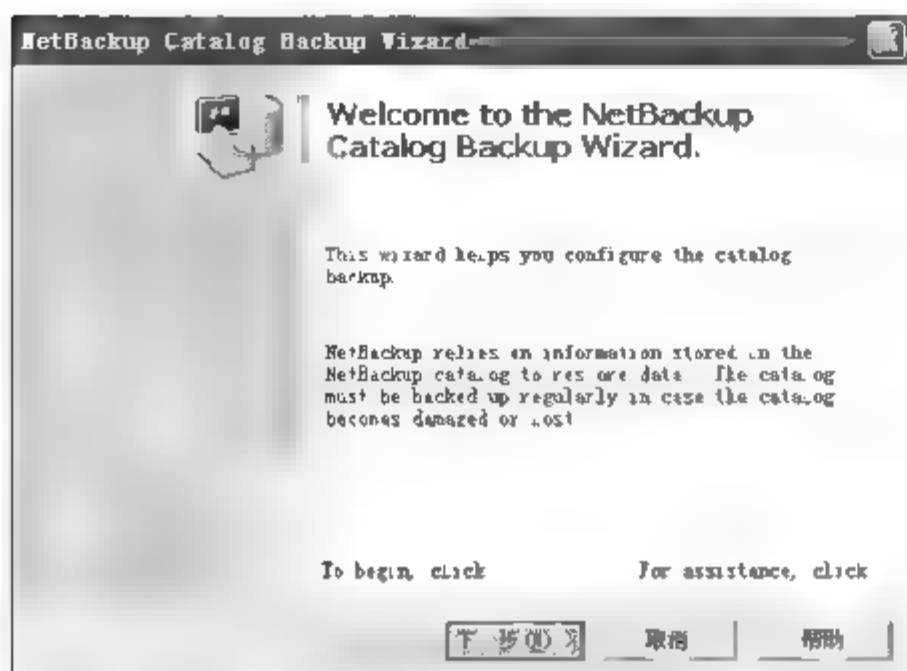 NetBackup Catalog Backup Wizard
Welcome to the NetBackup
Catalog Backup Wizard.
This wizard helps you configure the catalog
backup.
NetBackup relies on information stored in the
NetBackup catalog to restore data. The catalog
must be backed up regularly in case the catalog
becomes damaged or lost
To begin, click
For assistance, click
下一步(N) >
取消
帮助